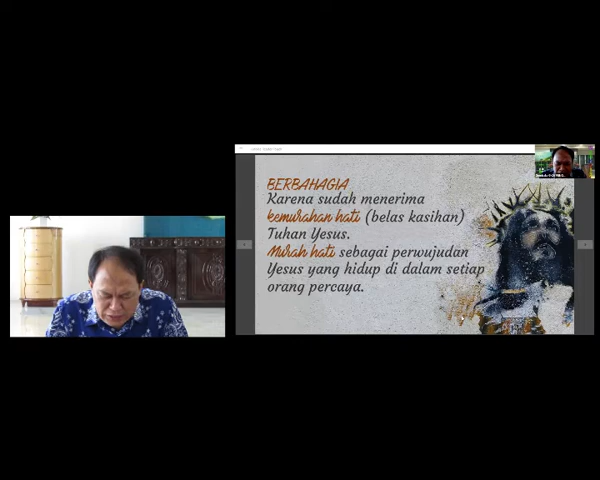 BERBAHAGIA
Karena sudah menerima
kemurahan hati (belas kasihan)
Tuhan Yesus.
Murah hati sebagai perwujudan
Yesus yang hidup di dalam setiap
orang percaya.